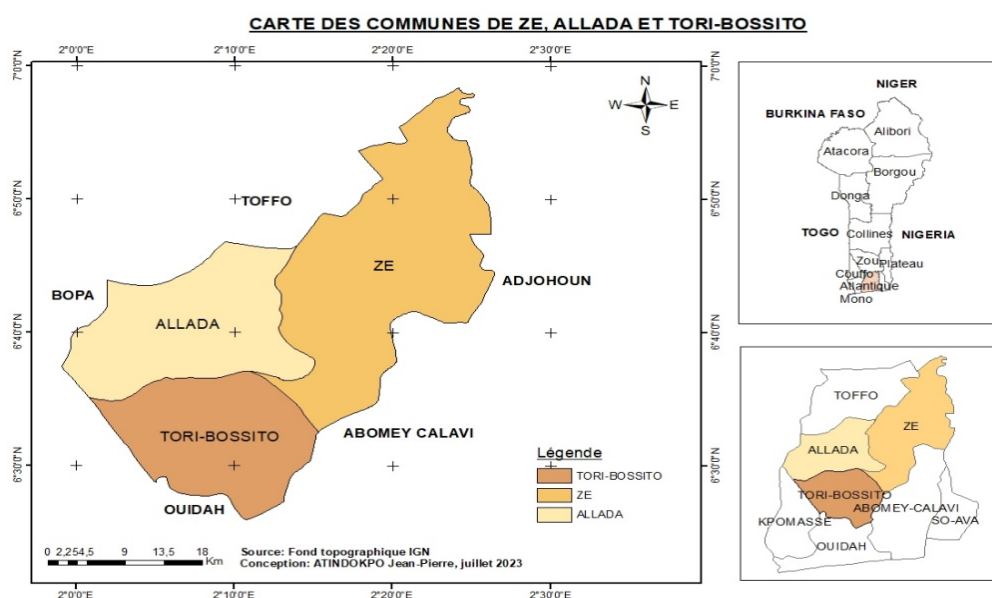 CARTE DES COMMUNES DE ZE, ALLADA ET TORI-BOSSITO
2°0'0"E 2°10'0"E 2°20'0"E 2°30'0"E
7°0'0"N 7°0'0"N
6°50'0"N 6°50'0"N
6°40'0"N 6°40'0"N
6°30'0"N 6°30'0"N
N
W E
S
TOFFO
ZE
ADJOHOUN
BOPA
ALLADA
TORI-BOSSITO
ABOMEY CALAVI
OUIDAH
Légende
TORI-BOSSITO
ZE
ALLADA
0 2,254,5 9 13,5 18
Km
Source: Fond topographique IGN
Conception: ATINDOKPO Jean-Pierre, juillet 2023
2°0'0"E 2°10'0"E 2°20'0"E 2°30'0"E
NIGER
BURKINA FASO
Alibori
Atacora
Borgou
Donga
TOGO
Collines
NIGERIA
Zou
Plateau
Couffo
Atlantique
Mono
TOFFO
ZE
ALLADA
TORI-BOSSITO
ABOMEY-CALAVI
KPOMASSE
SO-AVA
OUIDAH